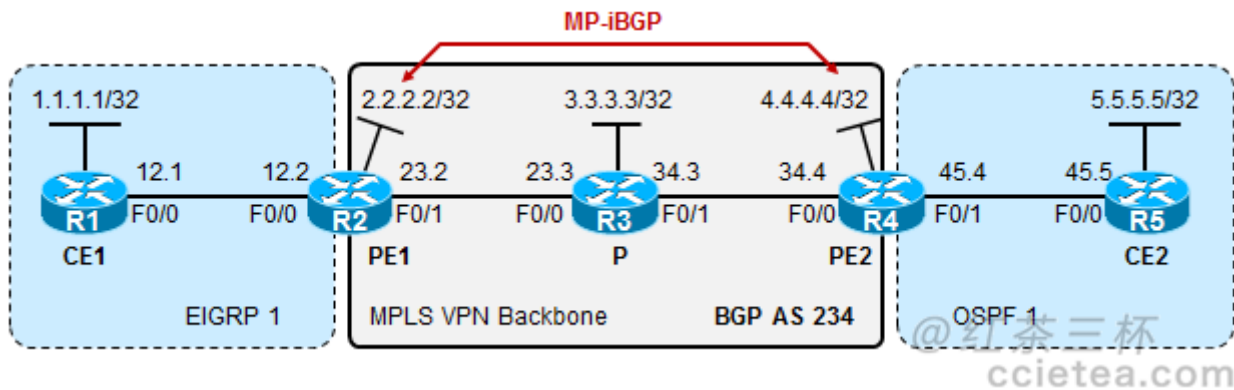 MP-iBGP
1.1.1.1/32
2.2.2.2/32
3.3.3.3/32
4.4.4.4/32
5.5.5.5/32
12.1
12.2
23.2
23.3
34.3
34.4
45.4
45.5
R1
F0/0
F0/0
R2
F0/1
F0/0
R3
F0/1
F0/0
R4
F0/1
F0/0
R5
CE1
PE1
P
PE2
CE2
EIGRP 1
MPLS VPN Backbone
BGP AS 234
OSPF 1
@红茶三杯
ccietea.com